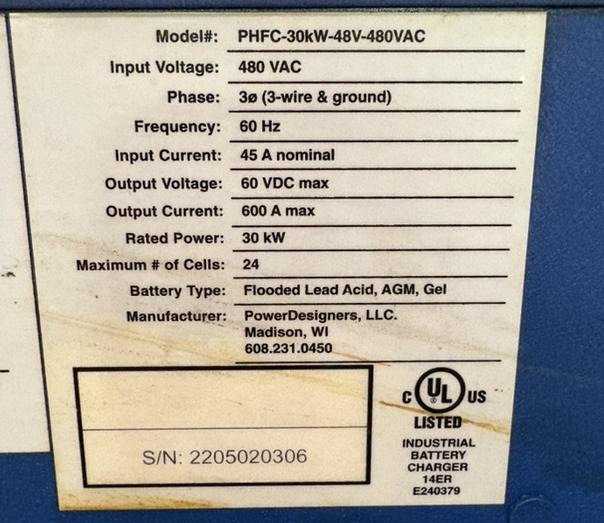 Model#: PHFC-30kW-48V-480VAC
Input Voltage: 480 VAC
Phase: 3ø (3-wire & ground)
Frequency: 60 Hz
Input Current: 45 A nominal
Output Voltage: 60 VDC max
Output Current: 600 A max
Rated Power: 30 kW
Maximum # of Cells: 24
Battery Type: Flooded Lead Acid, AGM, Gel
Manufacturer: PowerDesigners, LLC.
Madison, WI
608.231.0450
S/N: 2205020306
C UL ® US
LISTED
INDUSTRIAL
BATTERY
CHARGER
14ER
E240379